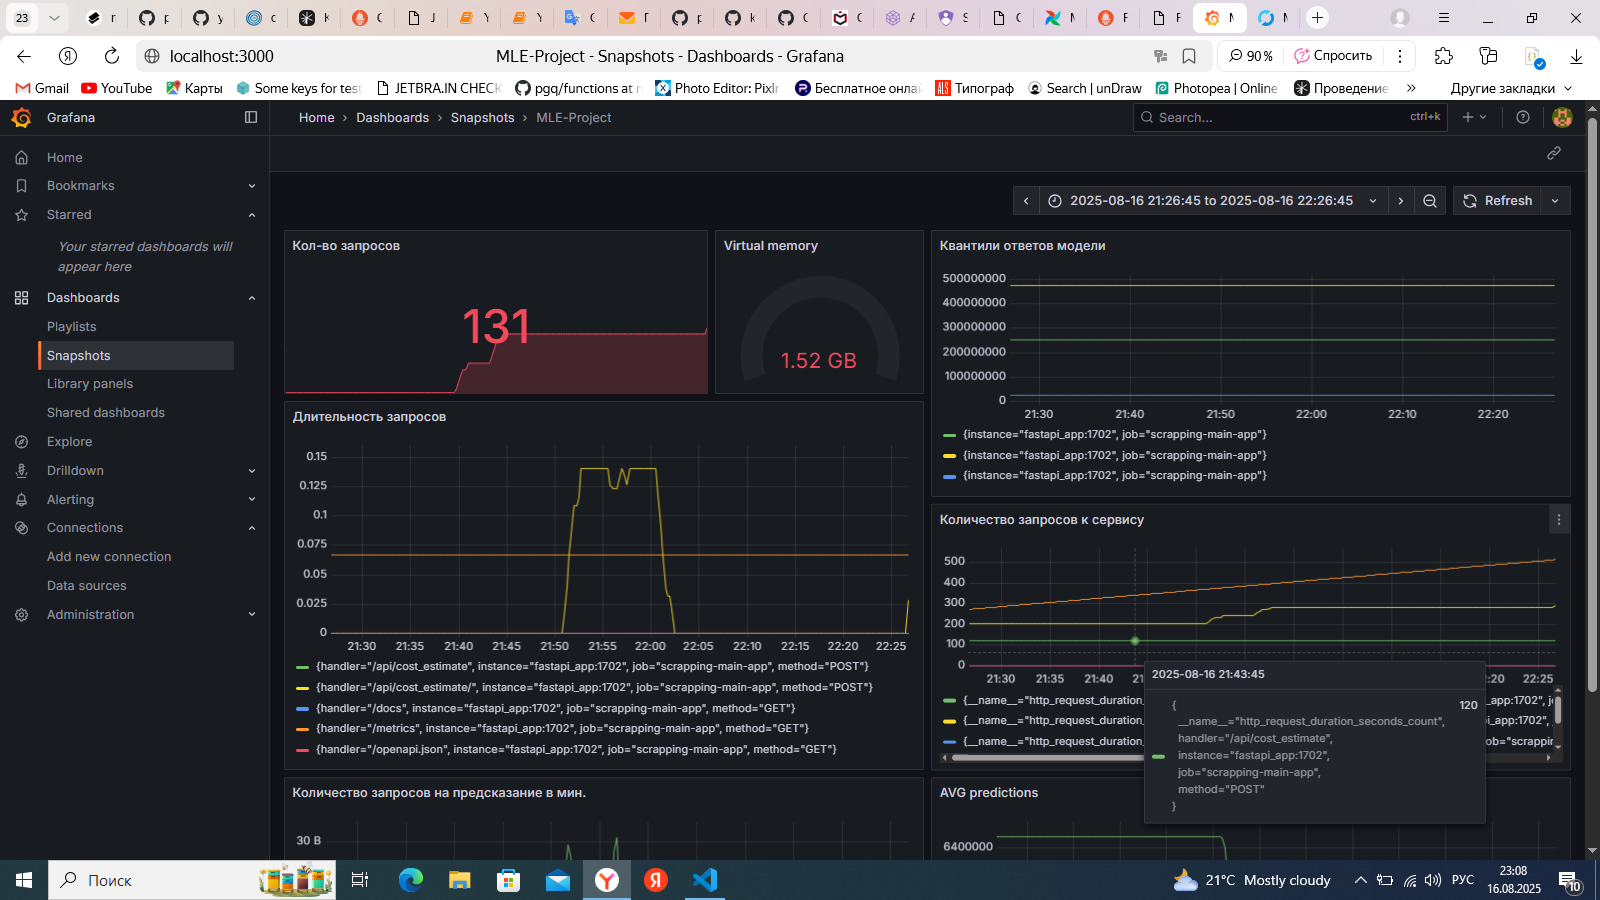 23
localhost:3000
MLE-Project - Snapshots - Dashboards - Grafana
90 %
Спросить
Gmail
YouTube
Карты
Some keys for test
JETBRA.IN CHECK
pgq/functions at
Photo Editor: Pixlr
Бесплатное онла
Типограф
Search | unDraw
Photopea | Online
Проведение
»
Другие закладки
Grafana
Home › Dashboards › Snapshots › MLE-Project
Search...
ctrl+k
Home
Bookmarks
Starred
Your starred dashboards will
appear here
Dashboards
Playlists
Snapshots
Library panels
Shared dashboards
Explore
Drilldown
Alerting
Connections
Add new connection
Data sources
Administration
2025-08-16 21:26:45 to 2025-08-16 22:26:45
Refresh
Кол-во запросов
131
Virtual memory
1.52 GB
Квантили ответов модели
500000000
400000000
300000000
200000000
100000000
0
21:30 21:40 21:50 22:00 22:10 22:20
{instance="fastapi_app:1702", job="scrapping-main-app"}
{instance="fastapi_app:1702", job="scrapping-main-app"}
{instance="fastapi_app:1702", job="scrapping-main-app"}
Длительность запросов
0.15
0.125
0.1
0.075
0.05
0.025
0
21:30 21:35 21:40 21:45 21:50 21:55 22:00 22:05 22:10 22:15 22:20 22:25
{handler="/api/cost_estimate", instance="fastapi_app:1702", job="scrapping-main-app", method="POST"}
{handler="/api/cost_estimate/", instance="fastapi_app:1702", job="scrapping-main-app", method="POST"}
{handler="/docs", instance="fastapi_app:1702", job="scrapping-main-app", method="GET"}
{handler="/metrics", instance="fastapi_app:1702", job="scrapping-main-app", method="GET"}
{handler="/openapi.json", instance="fastapi_app:1702", job="scrapping-main-app", method="GET"}
Количество запросов к сервису
500
400
300
200
100
0
21:30 21:35 21:40 :20 22:25
{__name__="http_request_duration_ pp:1702", j
{__name__="http_request_duration pi_app:1702",
{__name__="http_request_duration_ ob="scrappin
2025-08-16 21:43:45
{ 120
__name__="http_request_duration_seconds_count",
handler="/api/cost_estimate",
instance="fastapi_app:1702",
job="scrapping-main-app",
method="POST"
}
Количество запросов на предсказание в мин.
30 B
AVG predictions
6400000
Поиск
21°C Mostly cloudy
РУС
23:08
16.08.2025
10